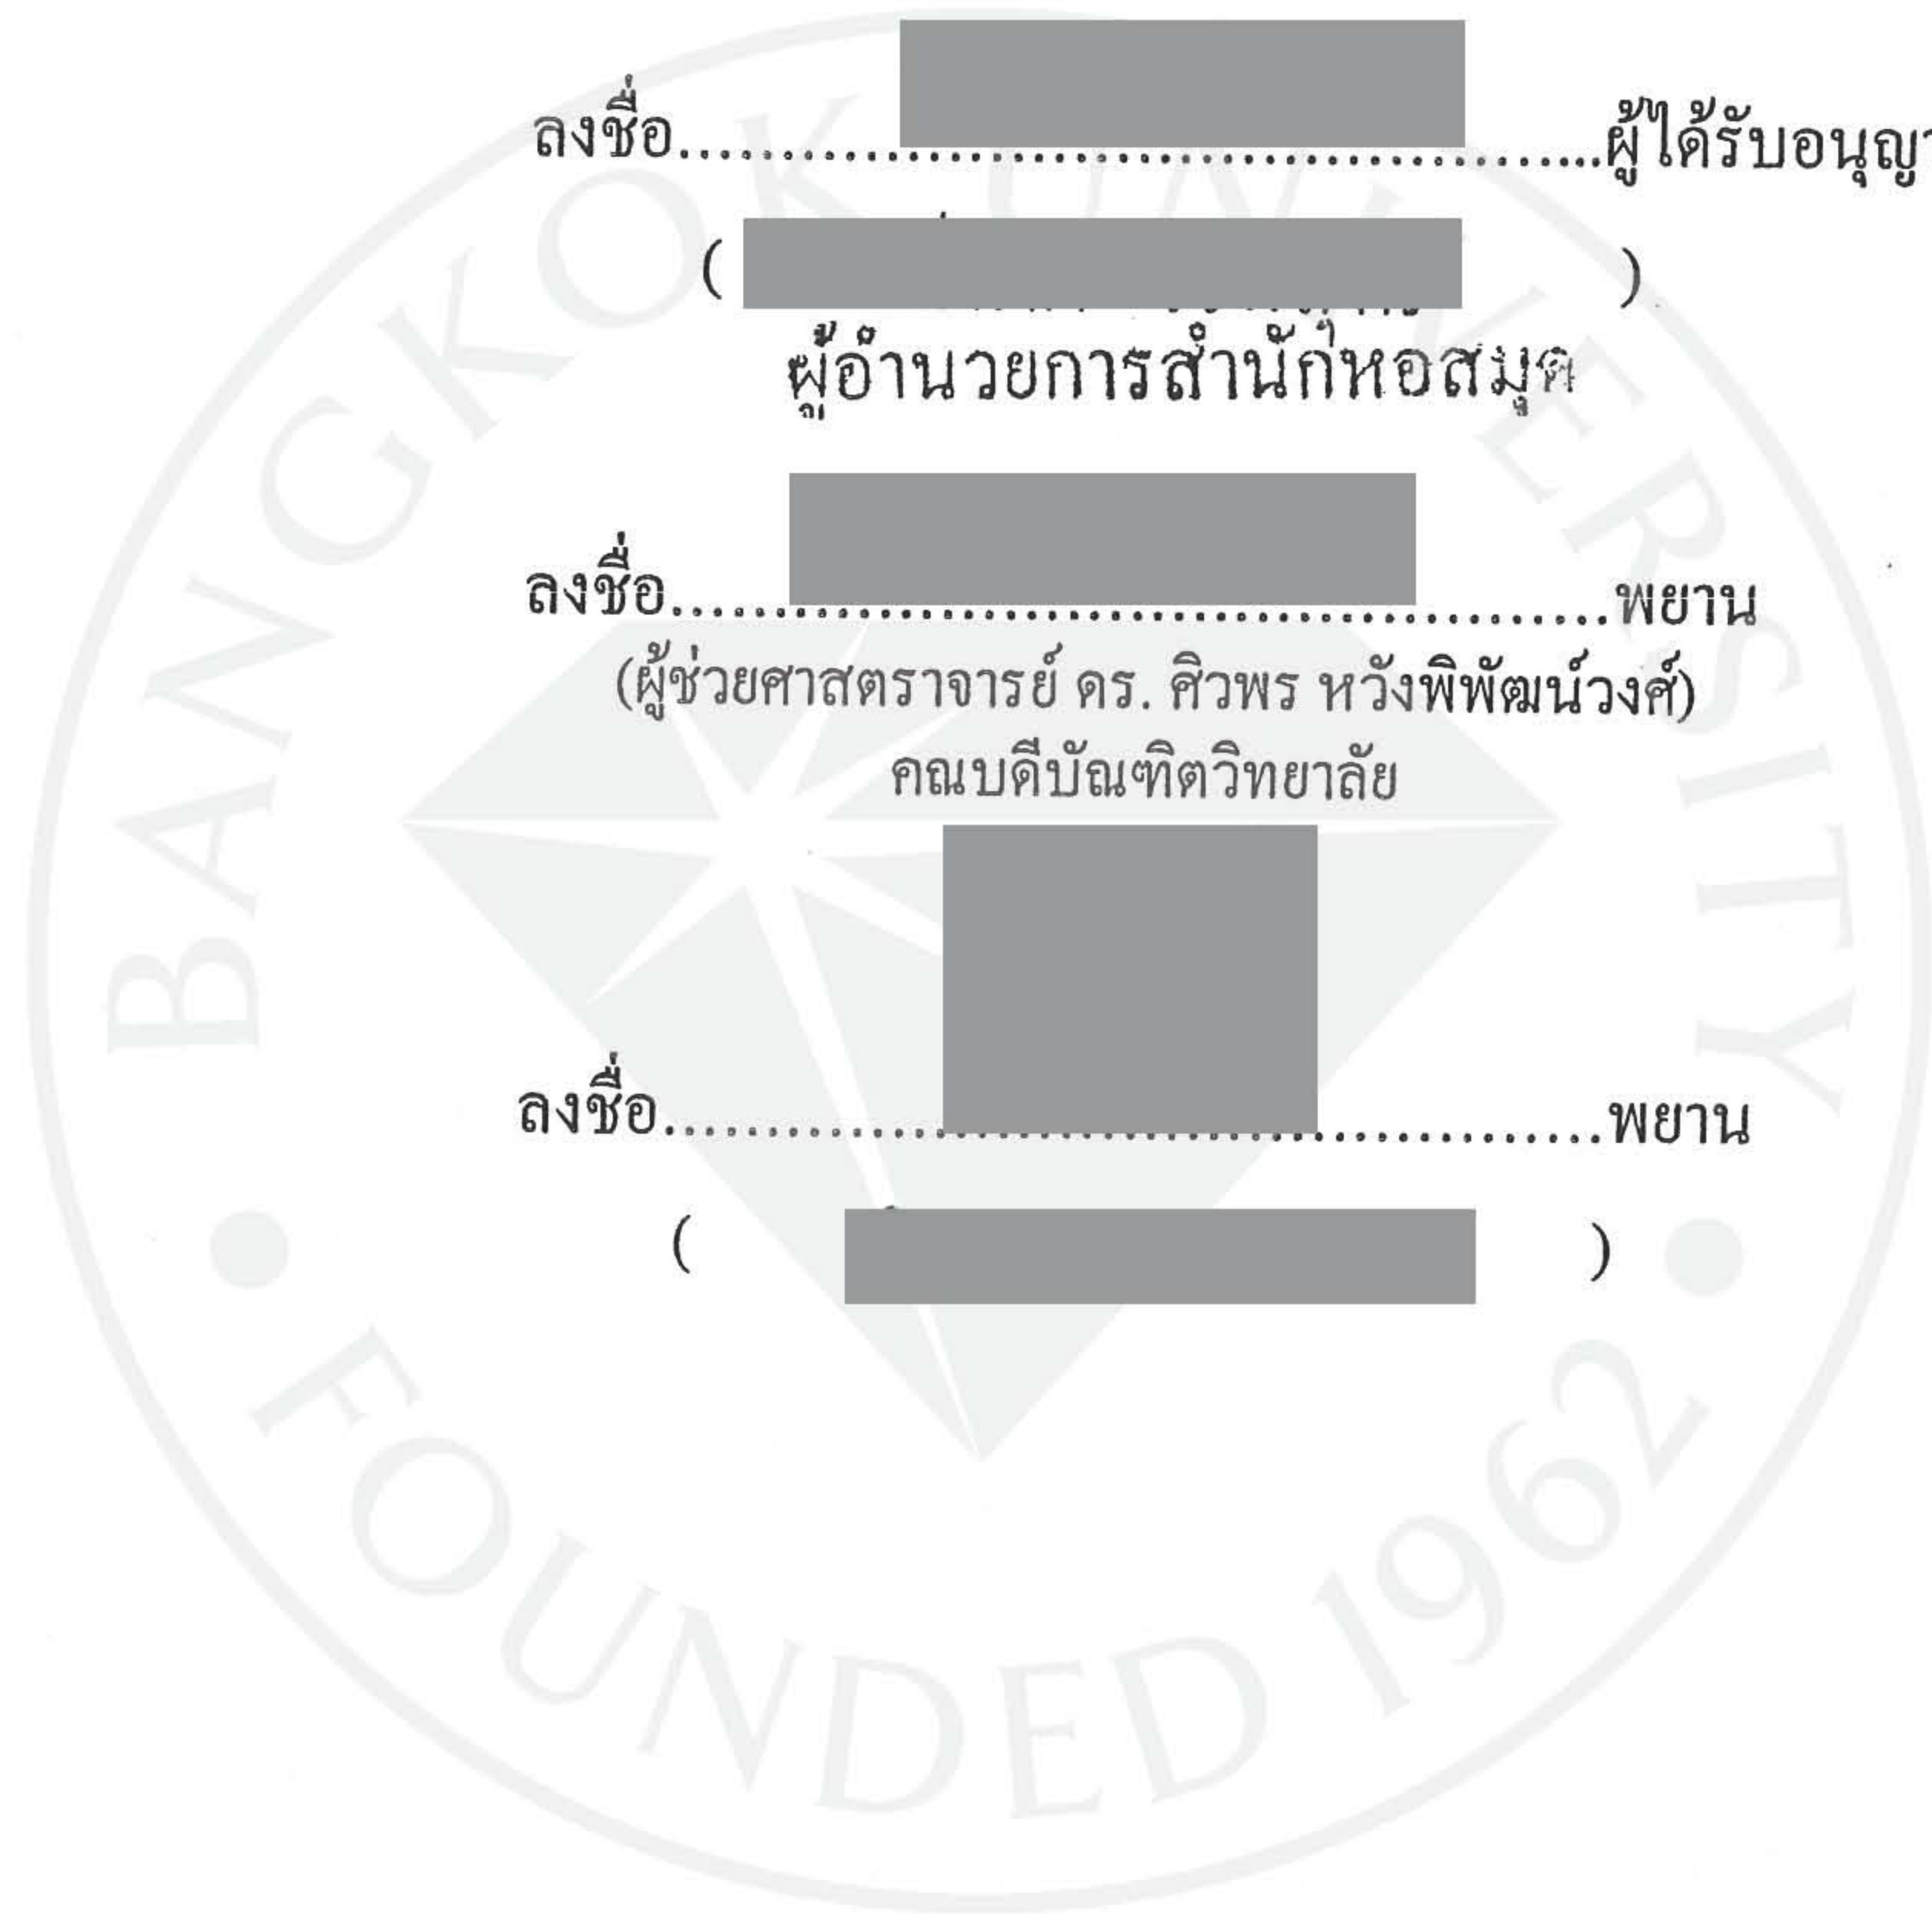 ลงชื่อ..................................................ผู้ได้รับอนุญา
( )
ผู้อำนวยการสำนักหอสมุด
ลงชื่อ..................................................พยาน
(ผู้ช่วยศาสตราจารย์ ดร. ศิวพร หวังพิพัฒน์วงศ์)
คณบดีบัณฑิตวิทยาลัย
ลงชื่อ..................................................พยาน
( )
BANGKOK UNIVERSITY
FOUNDED 1962